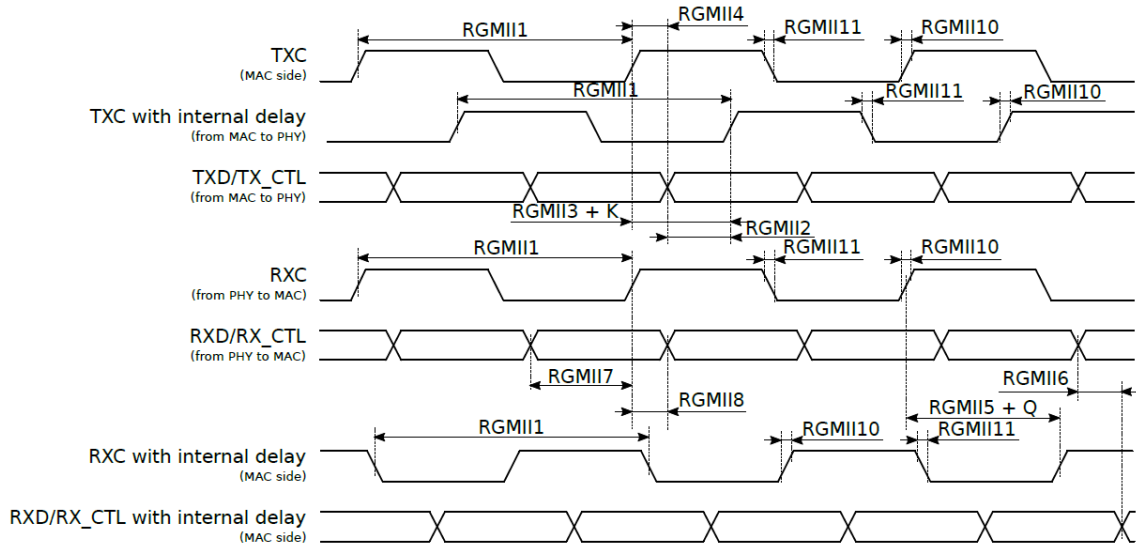 RGMII4
RGMII1 RGMII11 RGMII10
TXC
(MAC side)
RGMII1 RGMII11 RGMII10
TXC with internal delay
(from MAC to PHY)
TXD/TX_CTL
(from MAC to PHY)
RGMII3 + K
RGMII2
RGMII1 RGMII11 RGMII10
RXC
(from PHY to MAC)
RXD/RX_CTL
(from PHY to MAC)
RGMII7 RGMII6
RGMII8 RGMII5 + Q
RGMII1 RGMII10 RGMII11
RXC with internal delay
(MAC side)
RXD/RX_CTL with internal delay
(MAC side)